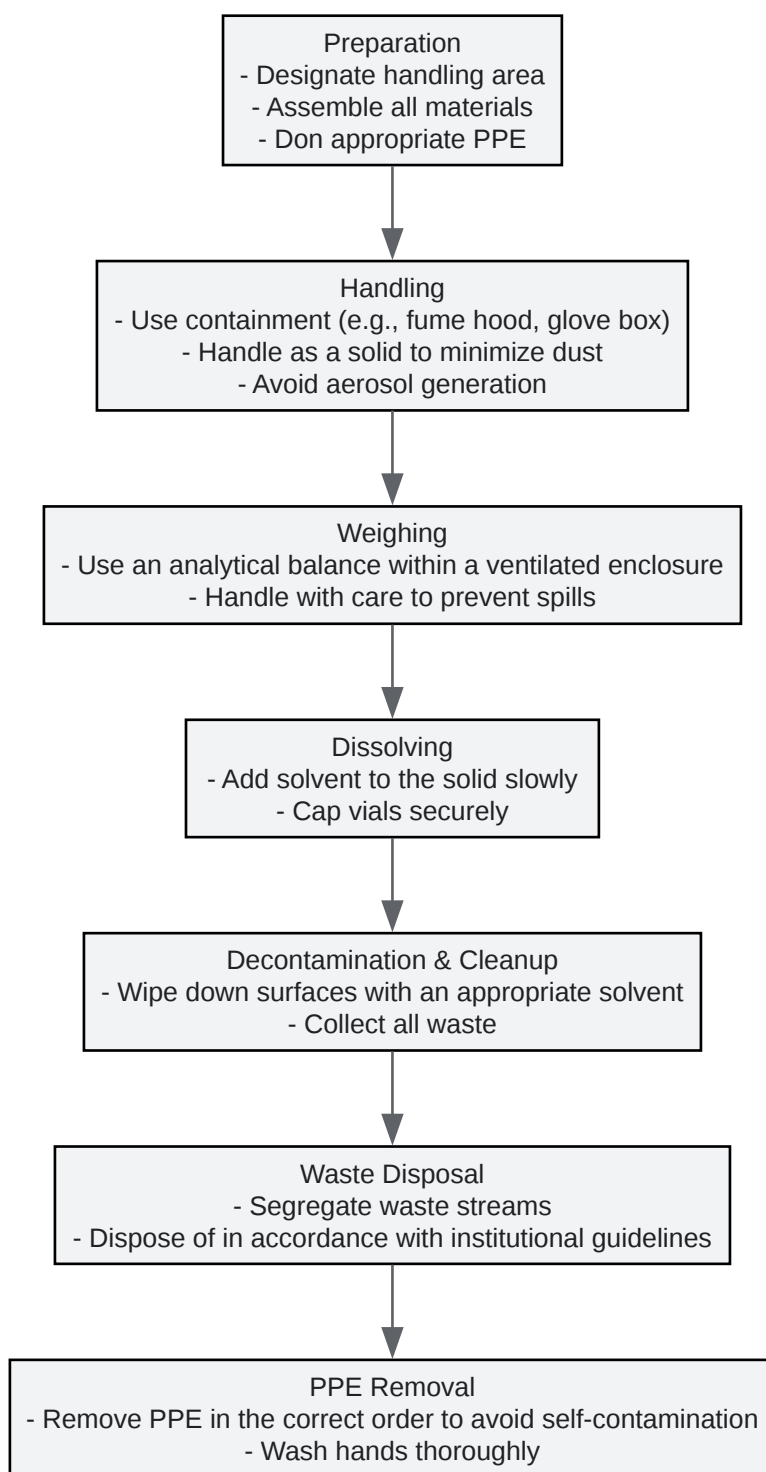 Preparation
- Designate handling area
- Assemble all materials
- Don appropriate PPE
Handling
- Use containment (e.g., fume hood, glove box)
- Handle as a solid to minimize dust
- Avoid aerosol generation
Weighing
- Use an analytical balance within a ventilated enclosure
- Handle with care to prevent spills
Dissolving
- Add solvent to the solid slowly
- Cap vials securely
Decontamination & Cleanup
- Wipe down surfaces with an appropriate solvent
- Collect all waste
Waste Disposal
- Segregate waste streams
- Dispose of in accordance with institutional guidelines
PPE Removal
- Remove PPE in the correct order to avoid self-contamination
- Wash hands thoroughly